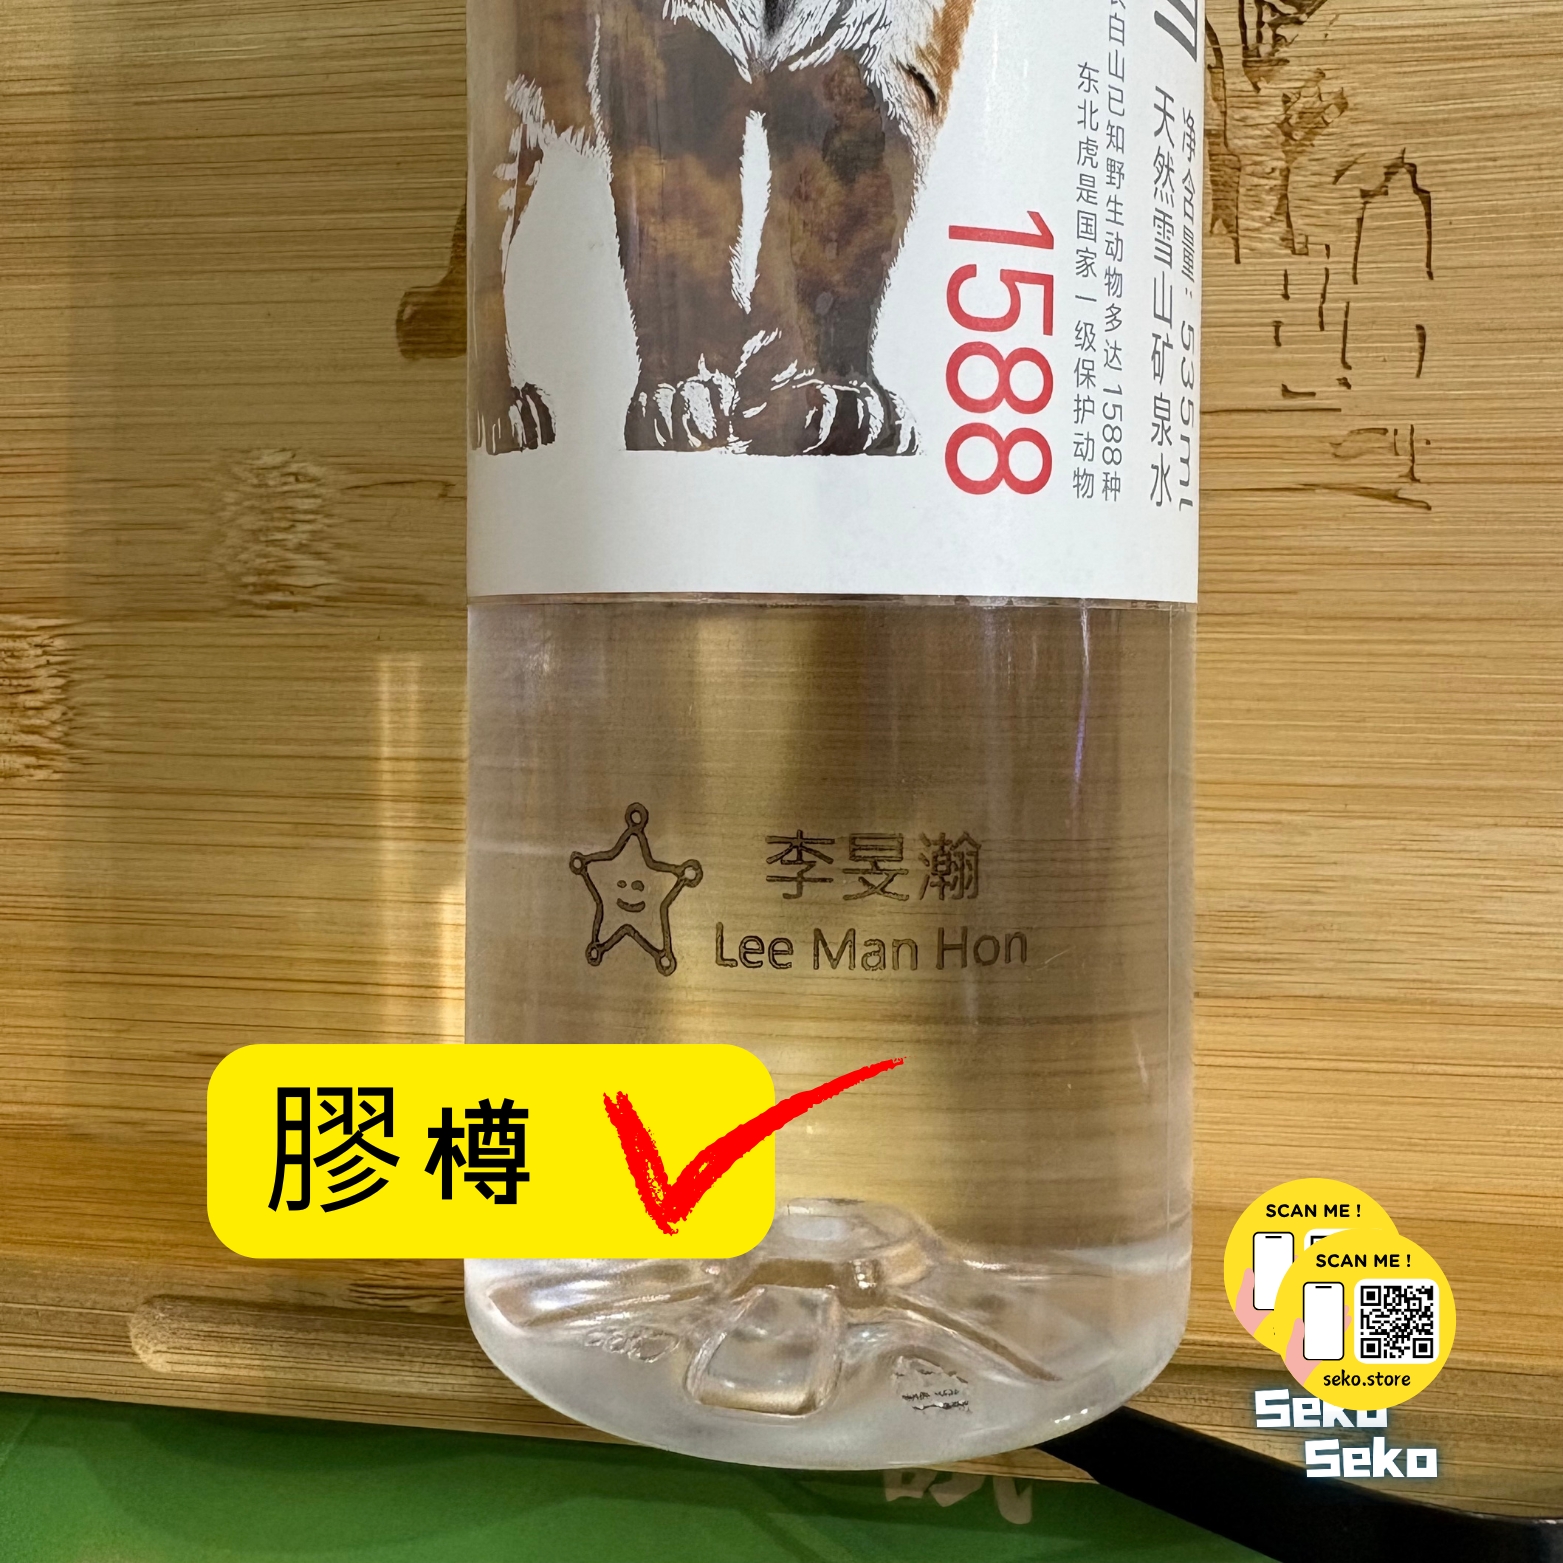 长白山已知野生动物多达 1588种
东北虎是国家一级保护动物
1588
天然雪山矿泉水
净含量: 535mL
李旻瀚
Lee Man Hon
膠樽
SCAN ME !
SCAN ME !
seko.store
Seko
Seko